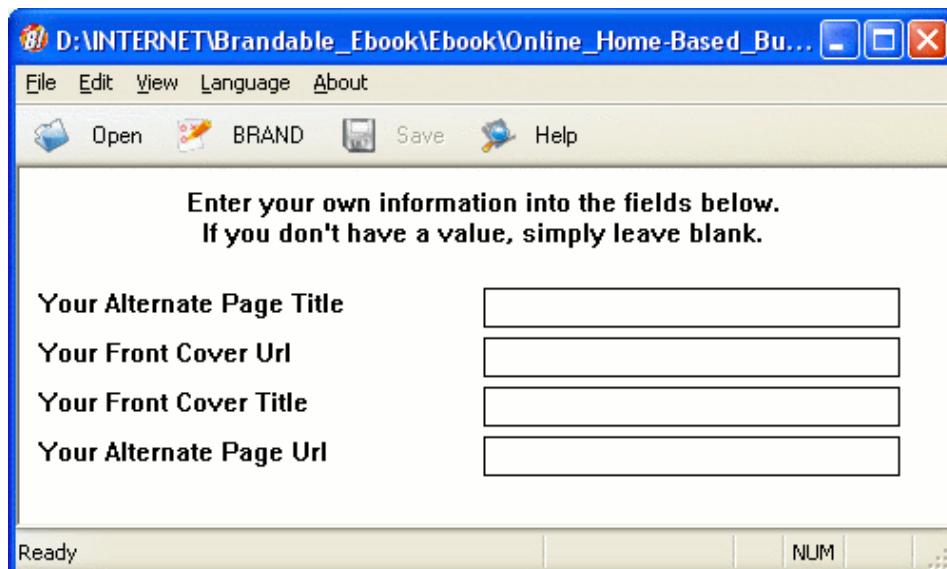 D:\INTERNET\Brandable_Ebook\Ebook\Online_Home-Based_Bu...
File Edit View Language About
Open BRAND Save Help
Enter your own information into the fields below.
If you don't have a value, simply leave blank.
Your Alternate Page Title
Your Front Cover Url
Your Front Cover Title
Your Alternate Page Url
Ready NUM